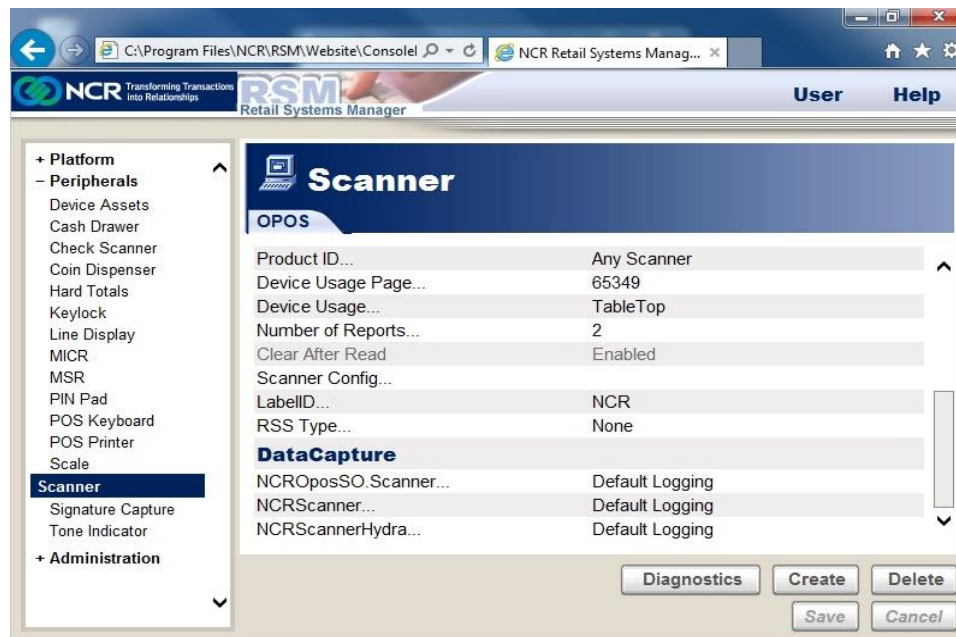 C:\Program Files\NCR\RSM\Website\Consolel
NCR Retail Systems Manag...
NCR Transforming Transactions into Relationships
RSM
Retail Systems Manager
User Help
+ Platform
– Peripherals
Device Assets
Cash Drawer
Check Scanner
Coin Dispenser
Hard Totals
Keylock
Line Display
MICR
MSR
PIN Pad
POS Keyboard
POS Printer
Scale
Scanner
Signature Capture
Tone Indicator
+ Administration
Scanner
OPOS
Product ID... Any Scanner
Device Usage Page... 65349
Device Usage... TableTop
Number of Reports... 2
Clear After Read Enabled
Scanner Config...
LabelID... NCR
RSS Type... None
DataCapture
NCROposSO.Scanner... Default Logging
NCRScanner... Default Logging
NCRScannerHydra... Default Logging
Diagnostics Create Delete
Save Cancel